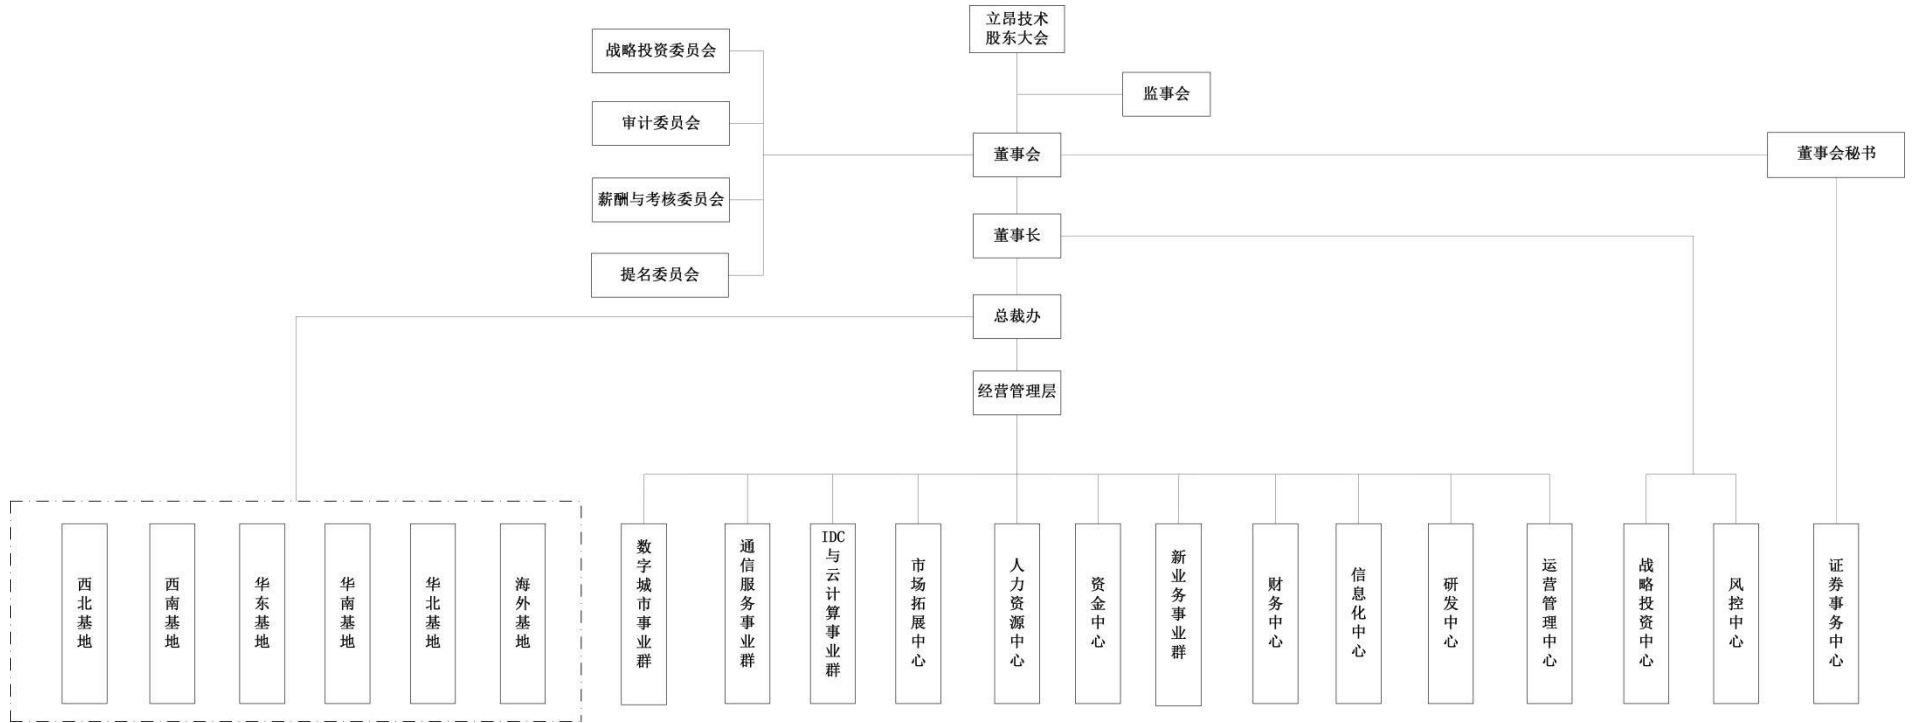 立昂技术
股东大会
战略投资委员会
监事会
审计委员会
董事会
董事会秘书
薪酬与考核委员会
董事长
提名委员会
总裁办
经营管理层
西北基地
西南基地
华东基地
华南基地
华北基地
海外基地
数字城市事业群
通信服务事业群
IDC与云计算事业群
市场拓展中心
人力资源中心
资金中心
新业务事业群
财务中心
信息化中心
研发中心
运营管理中心
战略投资中心
风控中心
证券事务中心